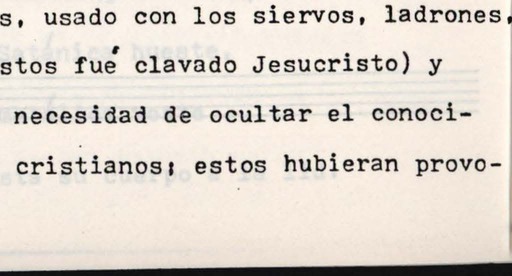 s, usado con los siervos, ladrones,
stos fué clavado Jesucristo) y
necesidad de ocultar el conoci-
cristianos; estos hubieran provo-